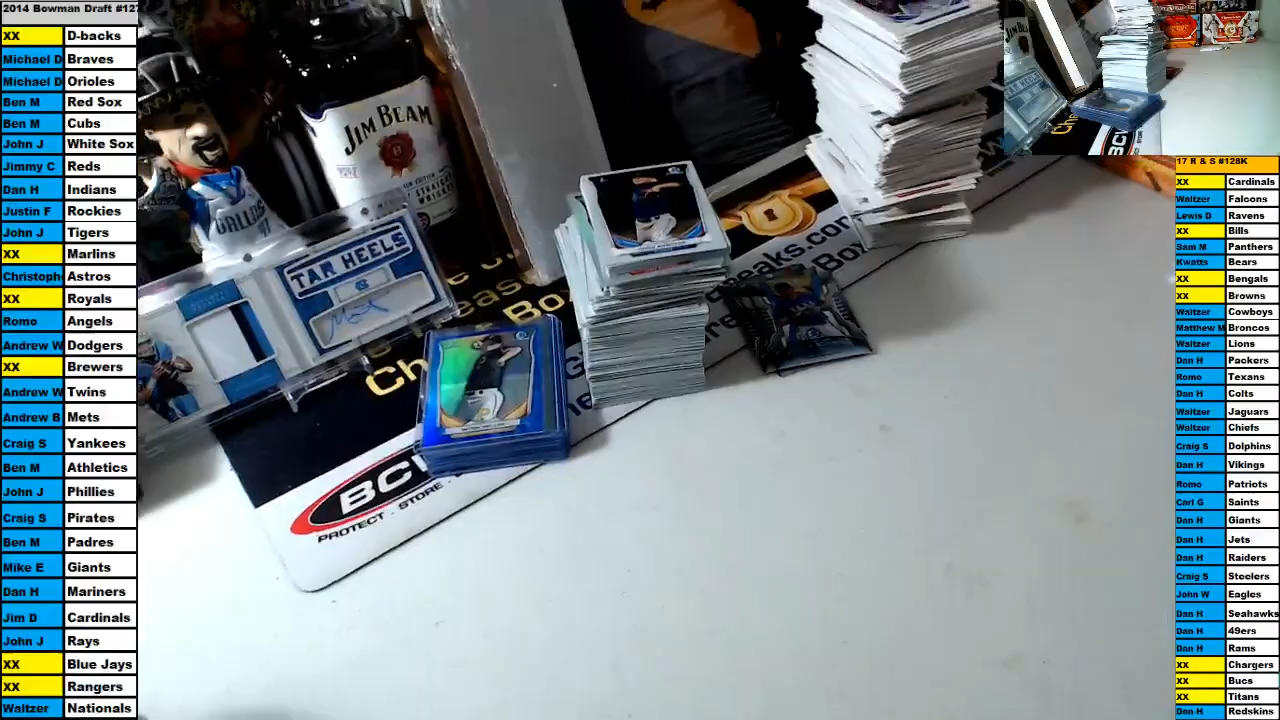 2014 Bowman Draft #127
XX D-backs
Michael D Braves
Michael D Orioles
Ben M Red Sox
Ben M Cubs
John J White Sox
Jimmy C Reds
Dan H Indians
Justin F Rockies
John J Tigers
XX Marlins
Christoph Astros
XX Royals
Romo Angels
Andrew W Dodgers
XX Brewers
Andrew W Twins
Andrew B Mets
Craig S Yankees
Ben M Athletics
John J Phillies
Craig S Pirates
Ben M Padres
Mike E Giants
Dan H Mariners
Jim D Cardinals
John J Rays
XX Blue Jays
XX Rangers
Waltzer Nationals
JIM BEAM
STRAIGHT
DALLAS
TAR HEELS
BCW
PROTECT · STORE ·
17 R & S #128K
XX Cardinals
Waltzer Falcons
Lewis D Ravens
XX Bills
Sam M Panthers
Kwatts Bears
XX Bengals
XX Browns
Waltzer Cowboys
Matthew M Broncos
Waltzer Lions
Dan H Packers
Romo Texans
Dan H Colts
Waltzer Jaguars
Waltzer Chiefs
Craig S Dolphins
Dan H Vikings
Romo Patriots
Carl G Saints
Dan H Giants
Dan H Jets
Dan H Raiders
Craig S Steelers
John W Eagles
Dan H Seahawks
Dan H 49ers
Dan H Rams
XX Chargers
XX Bucs
XX Titans
Dan H Redskins